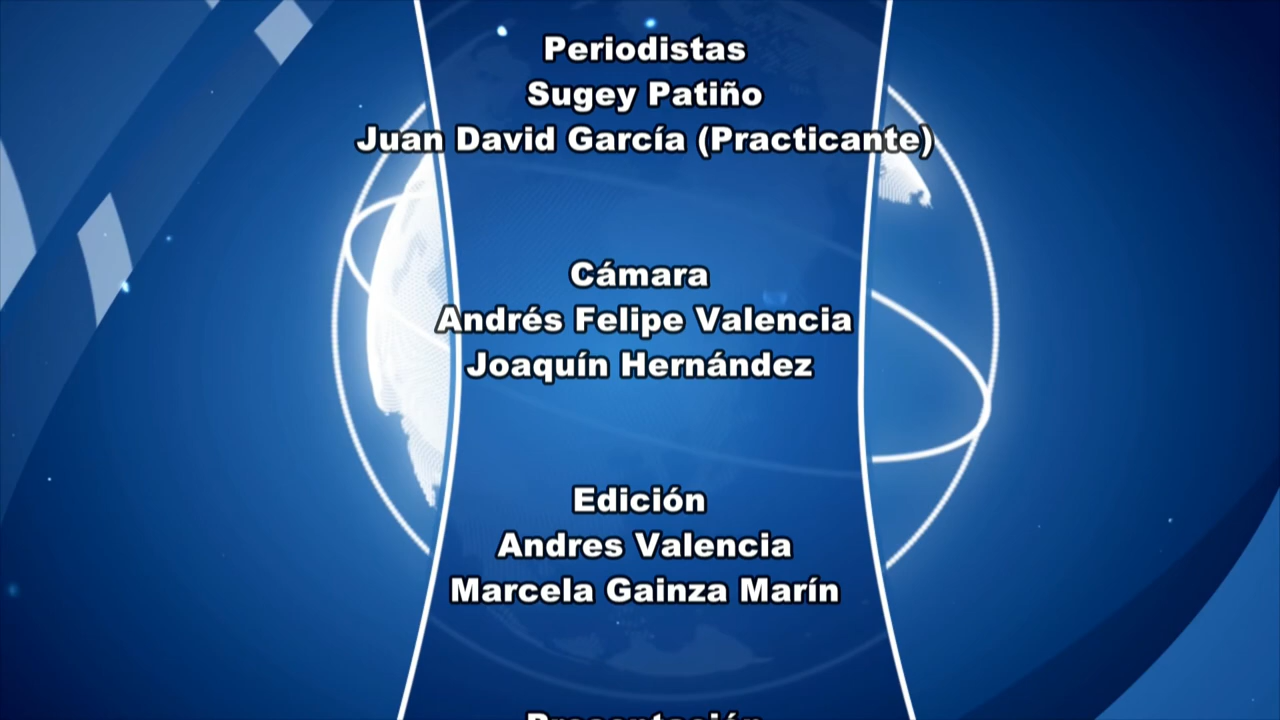 Periodistas
Sugey Patiño
Juan David García (Practicante)
Cámara
Andrés Felipe Valencia
Joaquín Hernández
Edición
Andres Valencia
Marcela Gainza Marín
Presentación